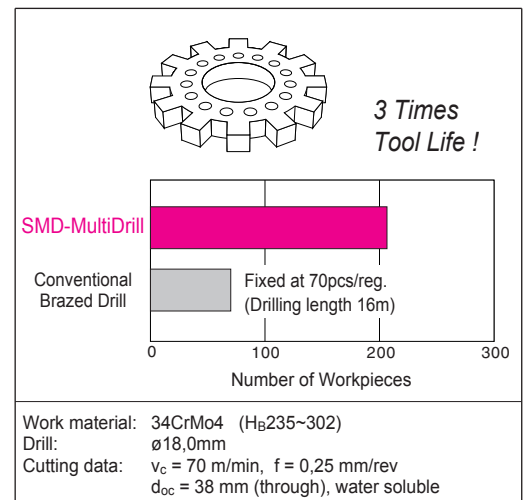 3 Times
Tool Life !
SMD-MultiDrill
Conventional
Brazed Drill
Fixed at 70pcs/reg.
(Drilling length 16m)
0 100 200 300
Number of Workpieces
Work material: 34CrMo4 (HB235~302)
Drill: ø18,0mm
Cutting data: vc = 70 m/min, f = 0,25 mm/rev
doc = 38 mm (through), water soluble